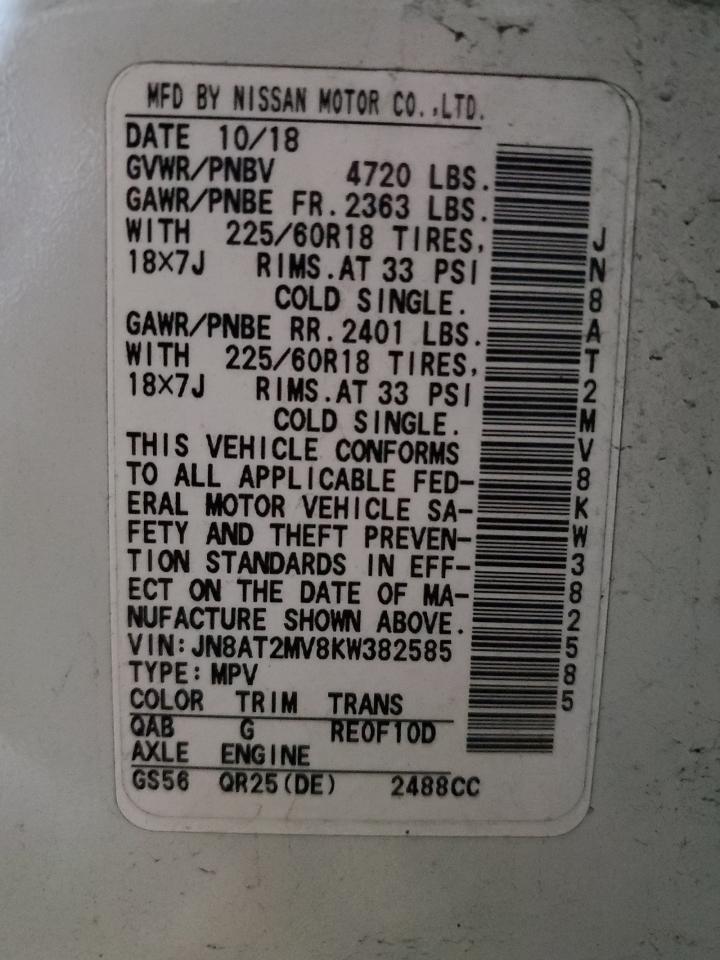 MFD BY NISSAN MOTOR CO.,LTD.
DATE 10/18
GVWR/PNBV 4720 LBS.
GAWR/PNBE FR.2363 LBS.
WITH 225/60R18 TIRES,
18X7J RIMS.AT 33 PSI
COLD SINGLE.
GAWR/PNBE RR.2401 LBS.
WITH 225/60R18 TIRES,
18X7J RIMS.AT 33 PSI
COLD SINGLE.
THIS VEHICLE CONFORMS
TO ALL APPLICABLE FED-
ERAL MOTOR VEHICLE SA-
FETY AND THEFT PREVEN-
TION STANDARDS IN EFF-
ECT ON THE DATE OF MA-
NUFACTURE SHOWN ABOVE.
VIN:JN8AT2MV8KW382585
TYPE:MPV
COLOR TRIM TRANS
QAB G RE0F10D
AXLE ENGINE
GS56 QR25(DE) 2488CC
JN8AT2MV8KW382585